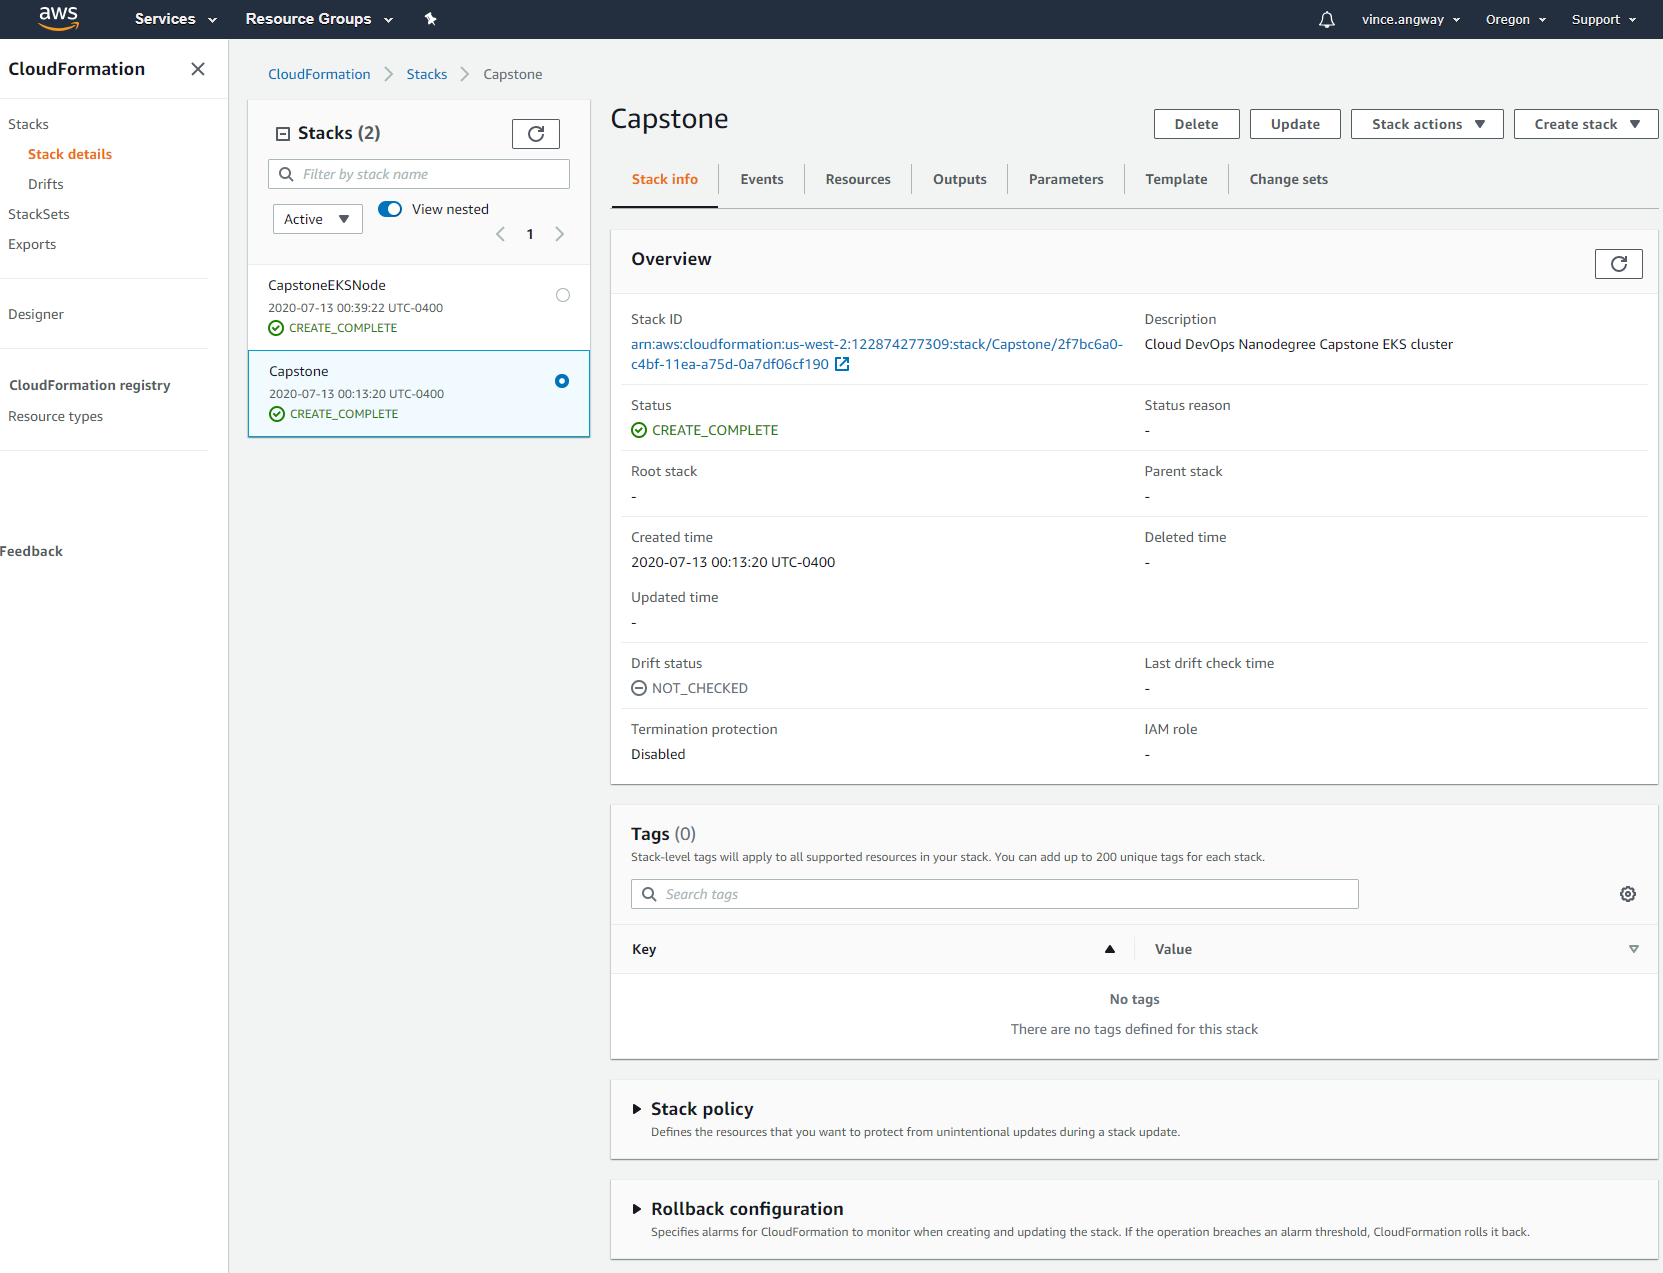 aws
Services
Resource Groups
vince.angway
Oregon
Support
CloudFormation
Stacks
Stack details
Drifts
StackSets
Exports
Designer
CloudFormation registry
Resource types
Feedback
CloudFormation
Stacks
Capstone
Stacks (2)
Filter by stack name
Active
View nested
1
CapstoneEKSNode
2020-07-13 00:39:22 UTC-0400
CREATE_COMPLETE
Capstone
2020-07-13 00:13:20 UTC-0400
CREATE_COMPLETE
Capstone
Delete
Update
Stack actions
Create stack
Stack info
Events
Resources
Outputs
Parameters
Template
Change sets
Overview
Stack ID
arn:aws:cloudformation:us-west-2:122874277309:stack/Capstone/2f7bc6a0-
c4bf-11ea-a75d-0a7df06cf190
Description
Cloud DevOps Nanodegree Capstone EKS cluster
Status
CREATE_COMPLETE
Status reason
-
Root stack
-
Parent stack
-
Created time
2020-07-13 00:13:20 UTC-0400
Deleted time
-
Updated time
-
Drift status
NOT_CHECKED
Last drift check time
-
Termination protection
Disabled
IAM role
-
Tags (0)
Stack-level tags will apply to all supported resources in your stack. You can add up to 200 unique tags for each stack.
Search tags
Key
Value
No tags
There are no tags defined for this stack
Stack policy
Defines the resources that you want to protect from unintentional updates during a stack update.
Rollback configuration
Specifies alarms for CloudFormation to monitor when creating and updating the stack. If the operation breaches an alarm threshold, CloudFormation rolls it back.